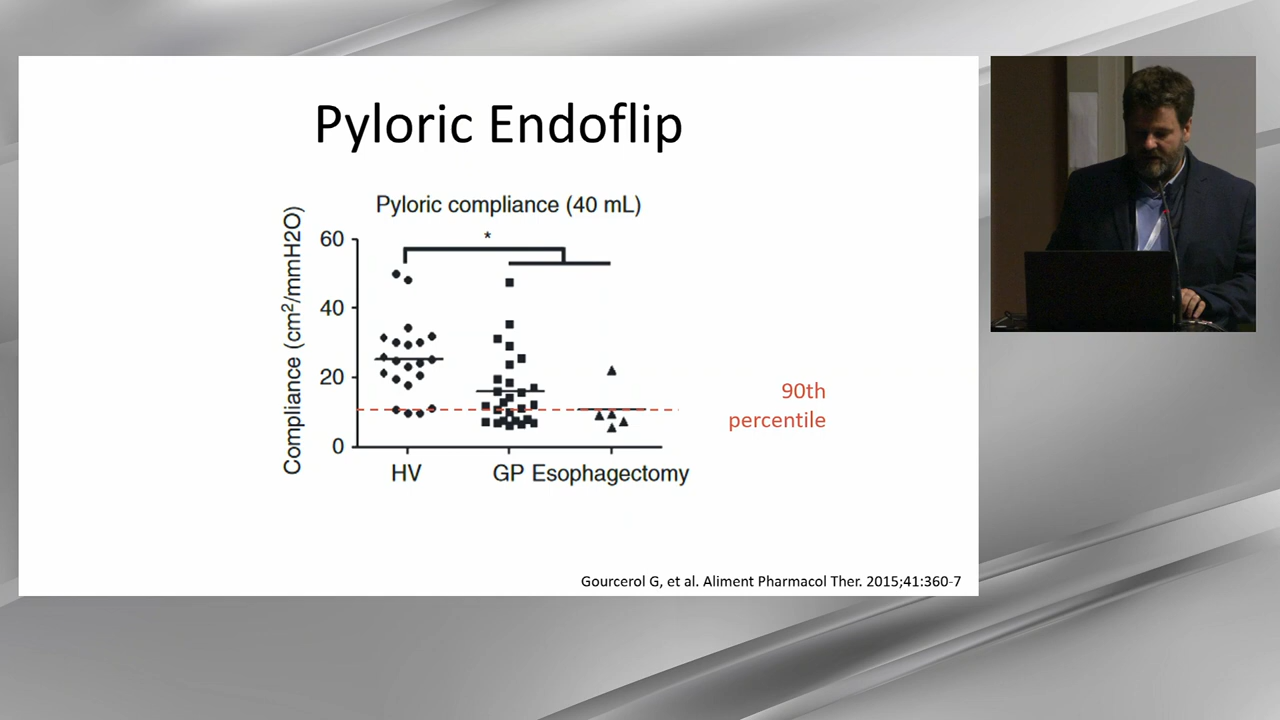 Pyloric Endoflip
Pyloric compliance (40 mL)
*
Compliance (cm²/mmH2O)
60
40
20
0
HV
GP
Esophagectomy
90th
percentile
Gourcerol G, et al. Aliment Pharmacol Ther. 2015;41:360-7